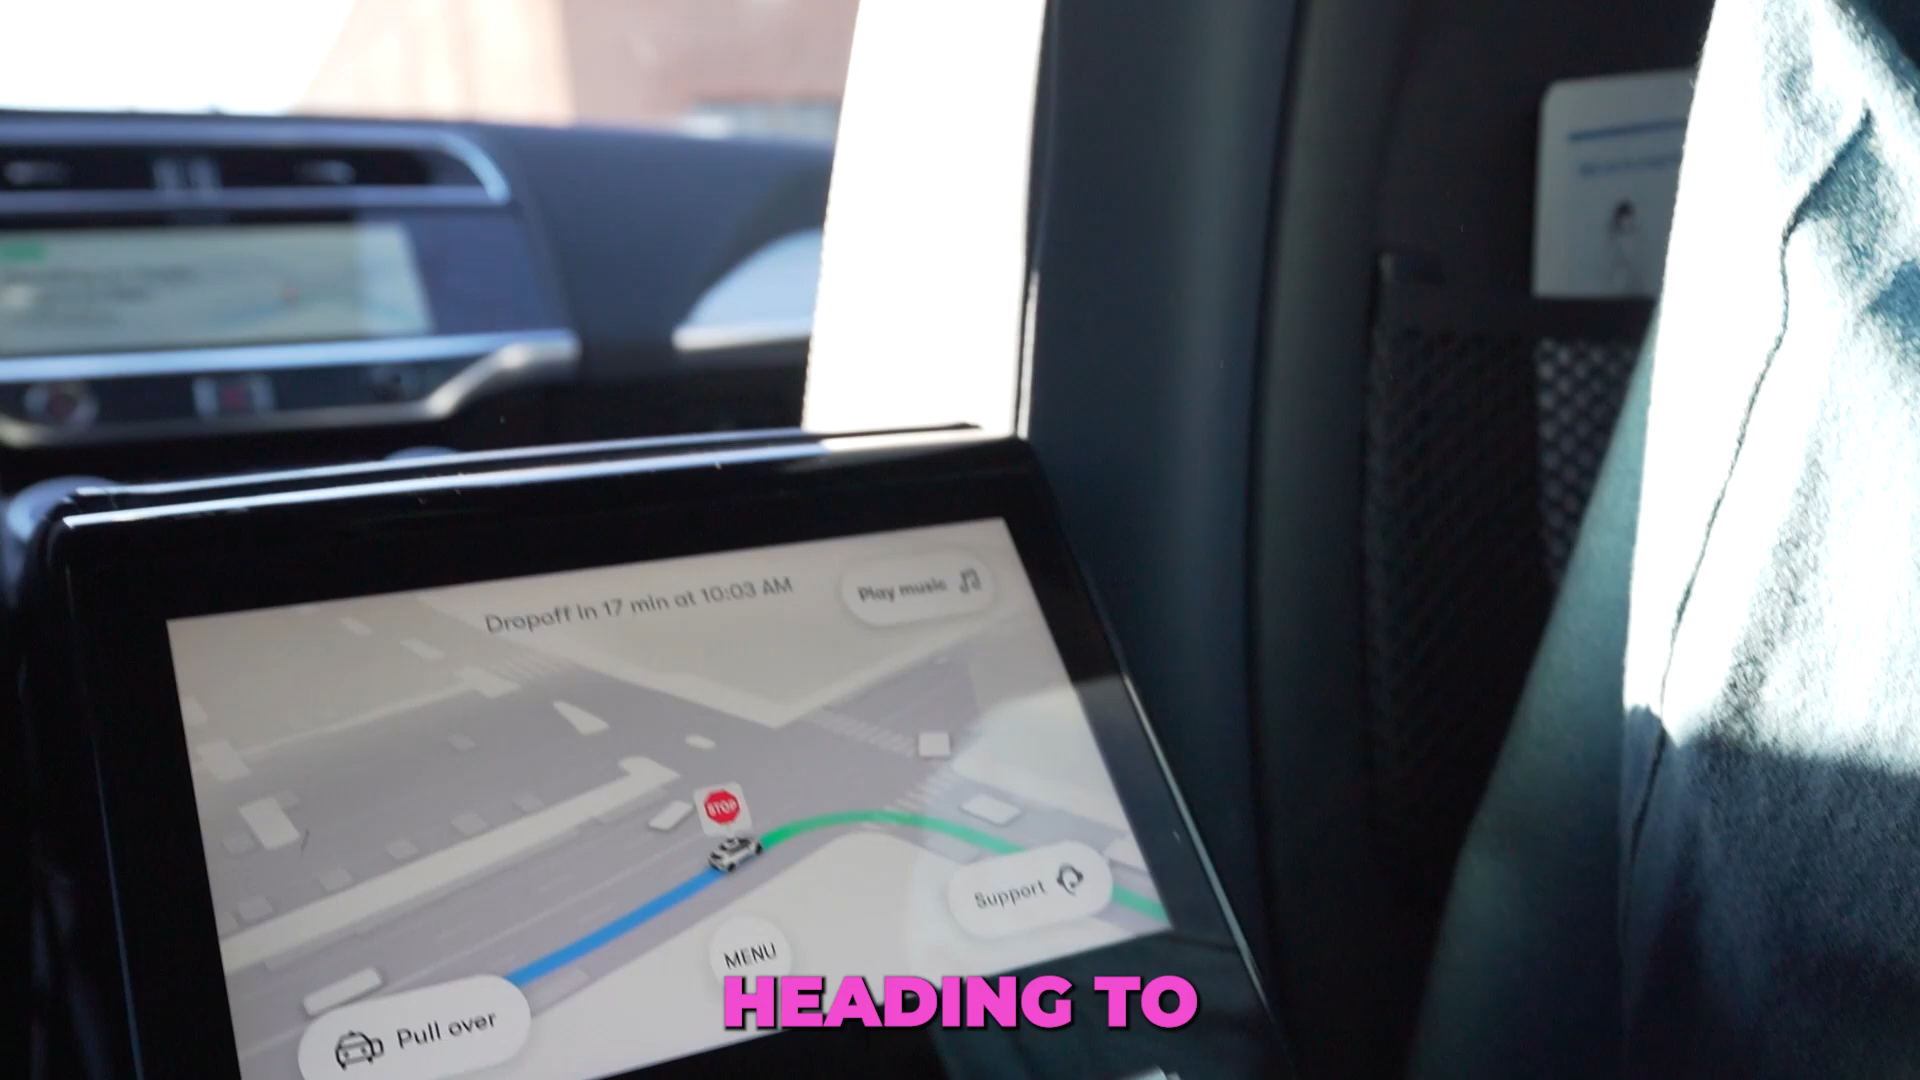 Dropoff in 17 min at 10:03 AM
Play music
STOP
Support
MENU
Pull over
HEADING TO